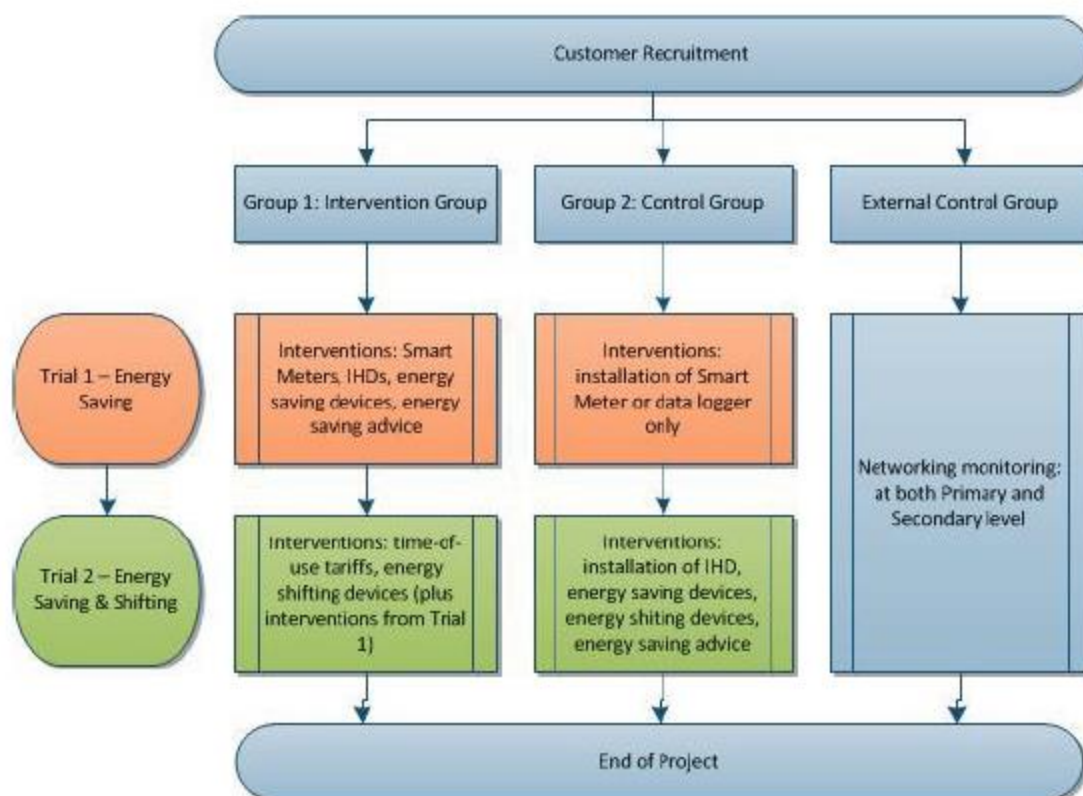 Customer Recruitment
Group 1: Intervention Group
Group 2: Control Group
External Control Group
Trial 1 – Energy
Saving
Interventions: Smart
Meters, IHDs, energy
saving devices, energy
saving advice
Interventions:
installation of Smart
Meter or data logger
only
Networking monitoring:
at both Primary and
Secondary level
Trial 2 – Energy
Saving & Shifting
Interventions: time-of-
use tariffs, energy
shifting devices (plus
interventions from Trial
1)
Interventions:
installation of IHD,
energy saving devices,
energy shiting devices,
energy saving advice
End of Project